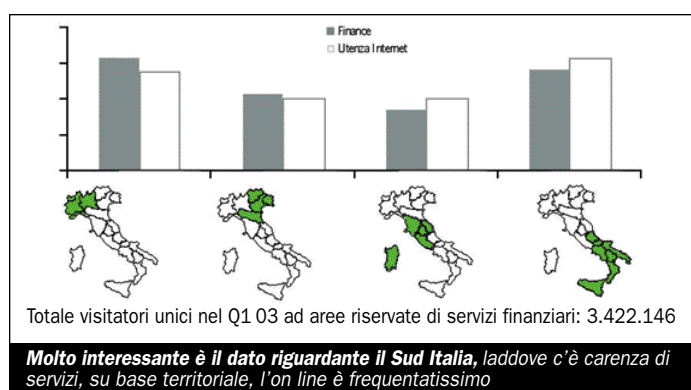 Finance
Utenza Internet
Totale visitatori unici nel Q1 03 ad aree riservate di servizi finanziari: 3.422.146
Molto interessante è il dato riguardante il Sud Italia, laddove c'è carenza di
servizi, su base territoriale, l'on line è frequentatissimo